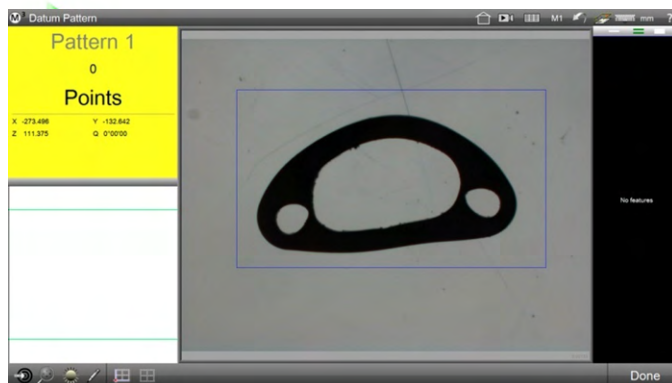 M³ Datum Pattern
M1
mm
?
Pattern 1
0
Points
X -273.496 Y -132.642
Z 111.375 Q 0°00'00
No features
Done